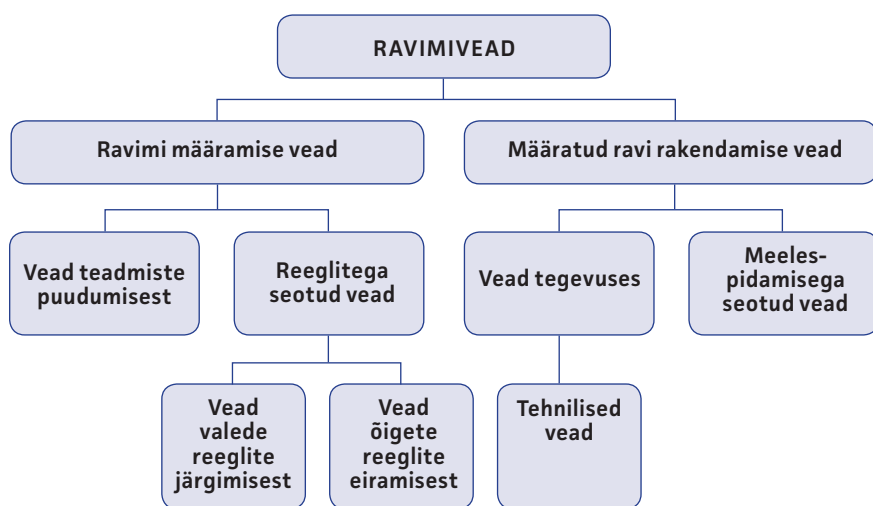 RAVIMIVEAD
Ravimi määramise vead
Määratud ravi rakendamise vead
Vead teadmiste
puudumisest
Reeglitega
seotud vead
Vead tegevuses
Meeles-
pidamisega
seotud vead
Vead
valede
reeglite
järgimisest
Vead
õigete
reeglite
eiramisest
Tehnilised
vead